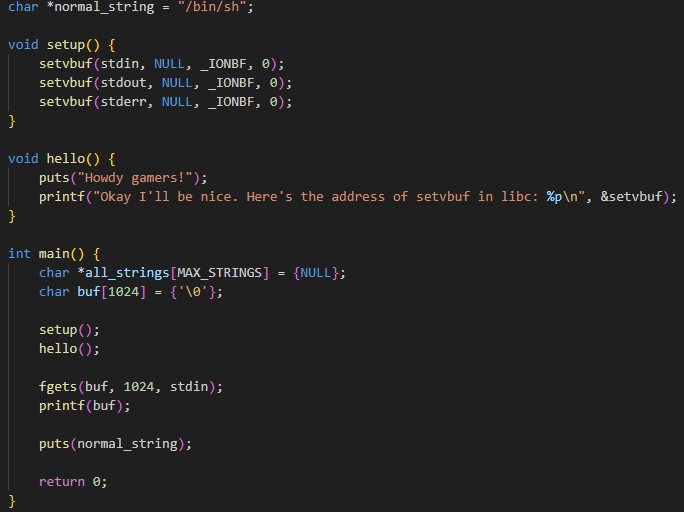 char *normal_string = "/bin/sh";
void setup() {
setvbuf(stdin, NULL, _IONBF, 0);
setvbuf(stdout, NULL, _IONBF, 0);
setvbuf(stderr, NULL, _IONBF, 0);
}
void hello() {
puts("Howdy gamers!");
printf("Okay I'll be nice. Here's the address of setvbuf in libc: %p\n", &setvbuf);
}
int main() {
char *all_strings[MAX_STRINGS] = {NULL};
char buf[1024] = {'\0'};
setup();
hello();
fgets(buf, 1024, stdin);
printf(buf);
puts(normal_string);
return 0;
}